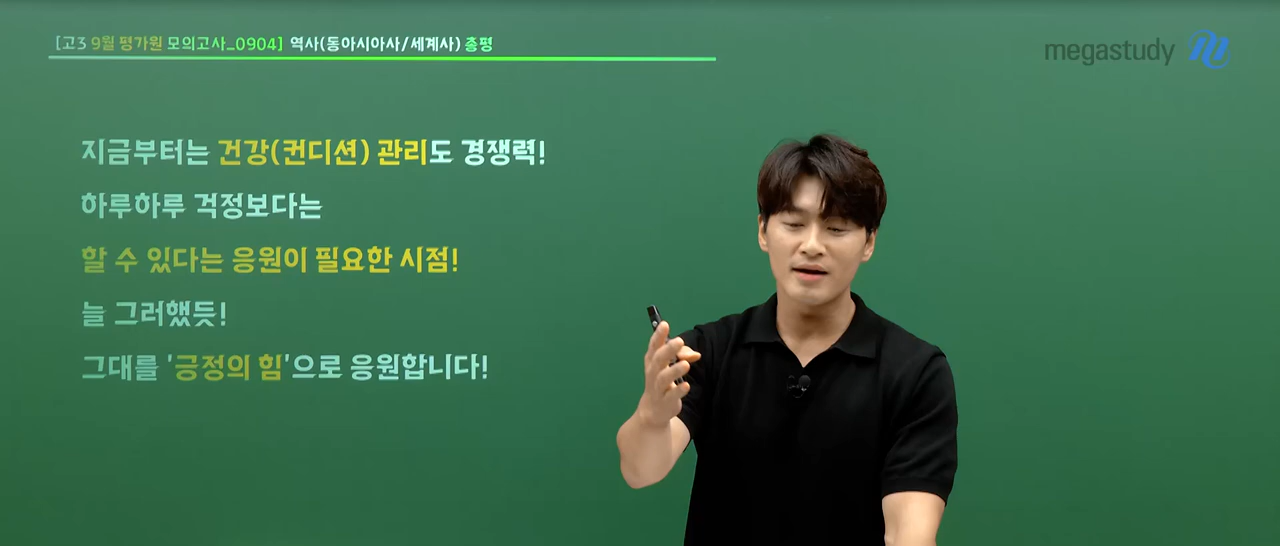 [고3 9월 평가원 모의고사_0904] 역사(동아시아사/세계사) 총평
megastudy
지금부터는 건강(컨디션) 관리도 경쟁력!
하루하루 걱정보다는
할 수 있다는 응원이 필요한 시점!
늘 그러했듯!
그대를 '긍정의 힘'으로 응원합니다!